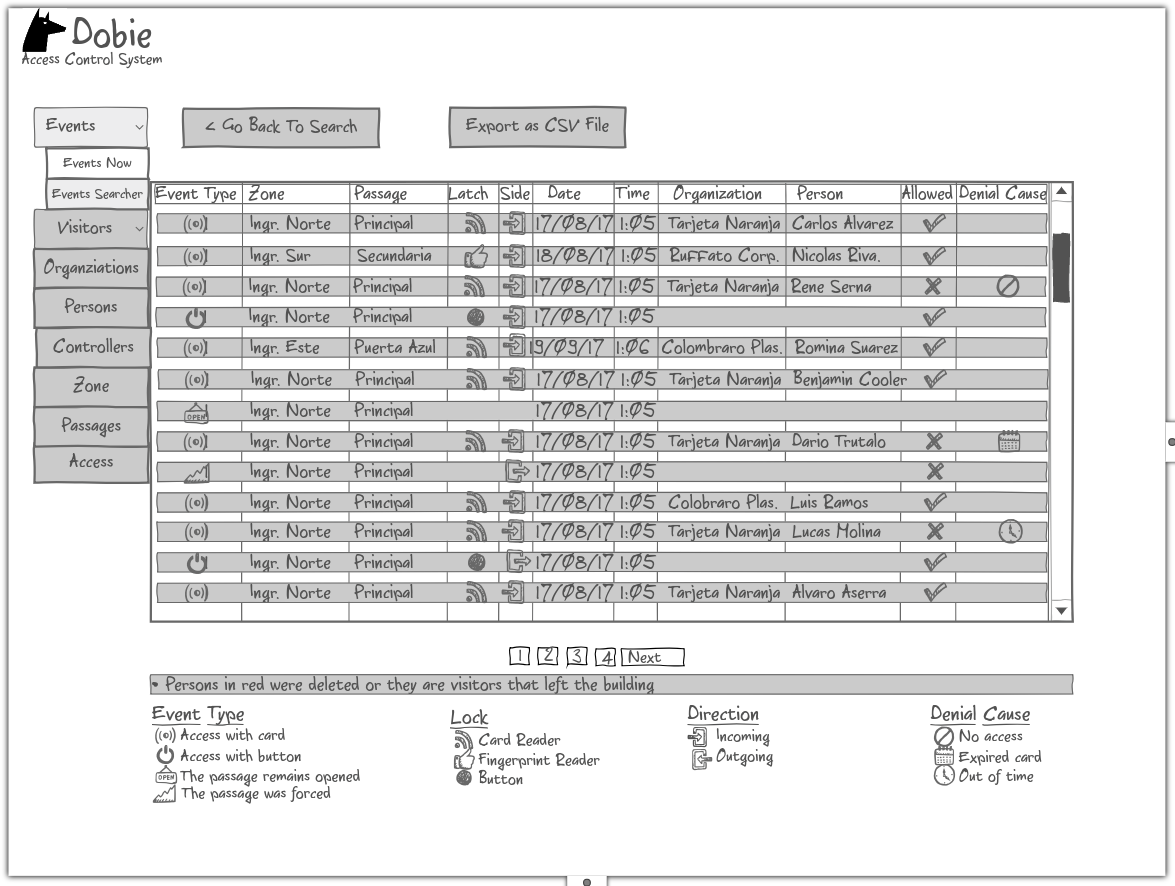 Dobie
Access Control System
Events
< Go Back To Search
Export as CSV File
Events Now
Events Searcher
Visitors
Organziations
Persons
Controllers
Zone
Passages
Access
Event Type Zone Passage Latch Side Date Time Organization Person Allowed Denial Cause
Ingr. Norte Principal 17/08/17 1:05 Tarjeta Naranja Carlos Alvarez
Ingr. Sur Secundaria 18/08/17 1:05 Ruffato Corp. Nicolas Riva.
Ingr. Norte Principal 17/08/17 1:05 Tarjeta Naranja Rene Serna
Ingr. Norte Principal 17/08/17 1:05
Ingr. Este Puerta Azul 19/09/17 1:06 Colombraro Plas. Romina Suarez
Ingr. Norte Principal 17/08/17 1:05 Tarjeta Naranja Benjamin Cooler
OPEN Ingr. Norte Principal 17/08/17 1:05
Ingr. Norte Principal 17/08/17 1:05 Tarjeta Naranja Dario Trutalo
Ingr. Norte Principal 17/08/17 1:05
Ingr. Norte Principal 17/08/17 1:05 Colobraro Plas. Luis Ramos
Ingr. Norte Principal 17/08/17 1:05 Tarjeta Naranja Lucas Molina
Ingr. Norte Principal 17/08/17 1:05
Ingr. Norte Principal 17/08/17 1:05 Tarjeta Naranja Alvaro Aserra
1 2 3 4 Next
• Persons in red were deleted or they are visitors that left the building
Event Type
Access with card
Access with button
OPEN The passage remains opened
The passage was forced
Lock
Card Reader
Fingerprint Reader
Button
Direction
Incoming
Outgoing
Denial Cause
No access
Expired card
Out of time